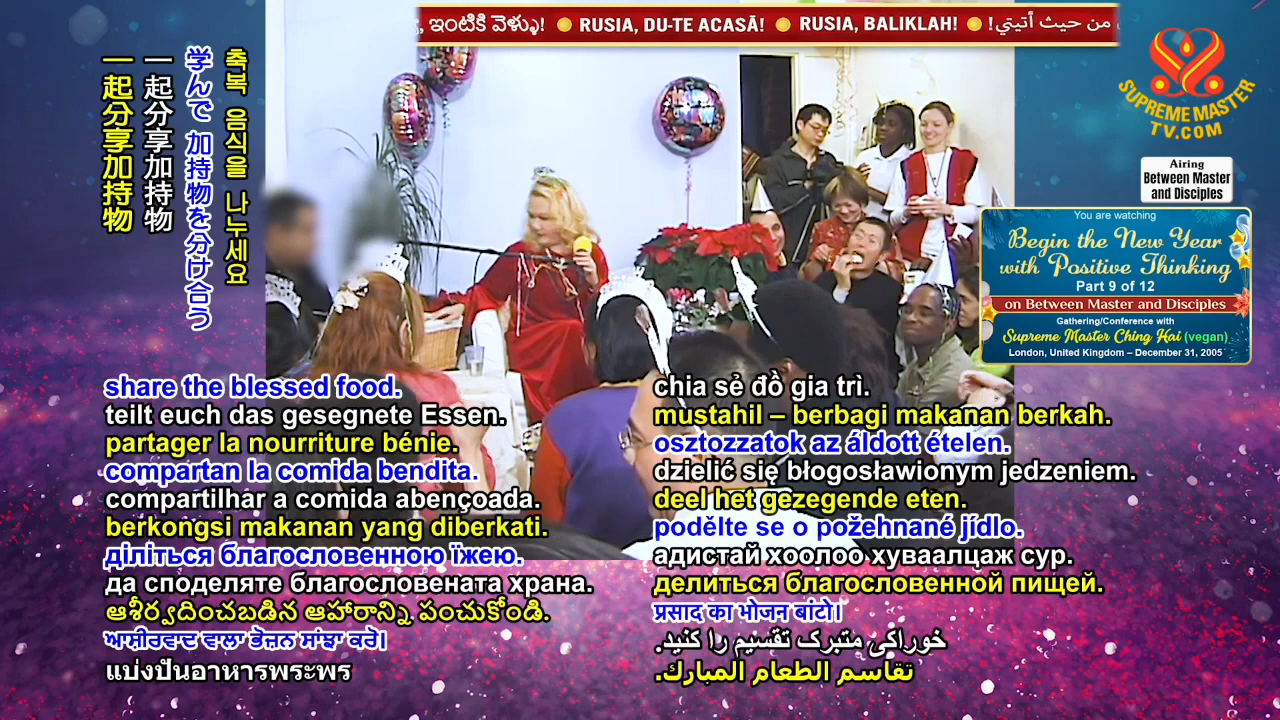 ఇంటికి వెళ్ళు! RUSIA, DU-TE ACASĂ! RUSIA, BALIKLAH! من حيث أتيتي!
SUPREME MASTER
TV.COM
Airing
Between Master
and Disciples
You are watching
Begin the New Year
with Positive Thinking
Part 9 of 12
on Between Master and Disciples
Gathering/Conference with
Supreme Master Ching Hai (vegan)
London, United Kingdom – December 31, 2005
축복 음식을 나누세요
学んで 加持物を分け合う
一起分享加持物
一起分享加持物
share the blessed food.
teilt euch das gesegnete Essen.
partager la nourriture bénie.
compartan la comida bendita.
compartilhar a comida abençoada.
berkongsi makanan yang diberkati.
діліться благословенною їжею.
да споделяте благословената храна.
ఆశీర్వదించబడిన ఆహారాన్ని పంచుకోండి.
ਆਸ਼ੀਰਵਾਦ ਵਾਲਾ ਭੋਜ਼ਨ ਸਾਂਝਾ ਕਰੋ।
แบ่งปันอาหารพระพร
chia sẻ đồ gia trì.
mustahil – berbagi makanan berkah.
osztozzatok az áldott ételen.
dzielić się błogosławionym jedzeniem.
deel het gezegende eten.
podělte se o požehnané jídlo.
адистай хоолоо хуваалцаж сур.
делиться благословенной пищей.
प्रसाद का भोजन बांटो।
خوراکی متبرک تقسیم را کنید.
تقاسم الطعام المبارك.